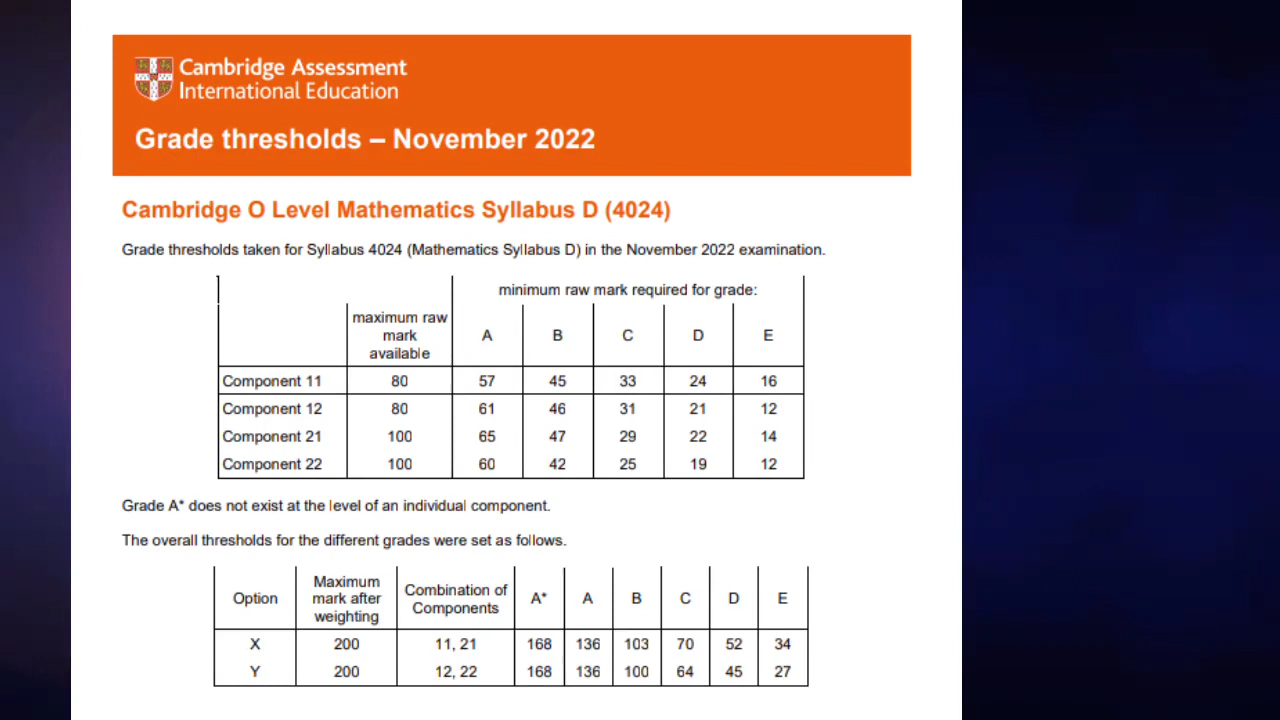 Cambridge Assessment
International Education
Grade thresholds – November 2022
Cambridge O Level Mathematics Syllabus D (4024)
Grade thresholds taken for Syllabus 4024 (Mathematics Syllabus D) in the November 2022 examination.
minimum raw mark required for grade:
maximum raw
mark
available
A B C D E
Component 11 80 57 45 33 24 16
Component 12 80 61 46 31 21 12
Component 21 100 65 47 29 22 14
Component 22 100 60 42 25 19 12
Grade A* does not exist at the level of an individual component.
The overall thresholds for the different grades were set as follows.
Option
Maximum
mark after
weighting
Combination of
Components
A* A B C D E
X 200 11, 21 168 136 103 70 52 34
Y 200 12, 22 168 136 100 64 45 27